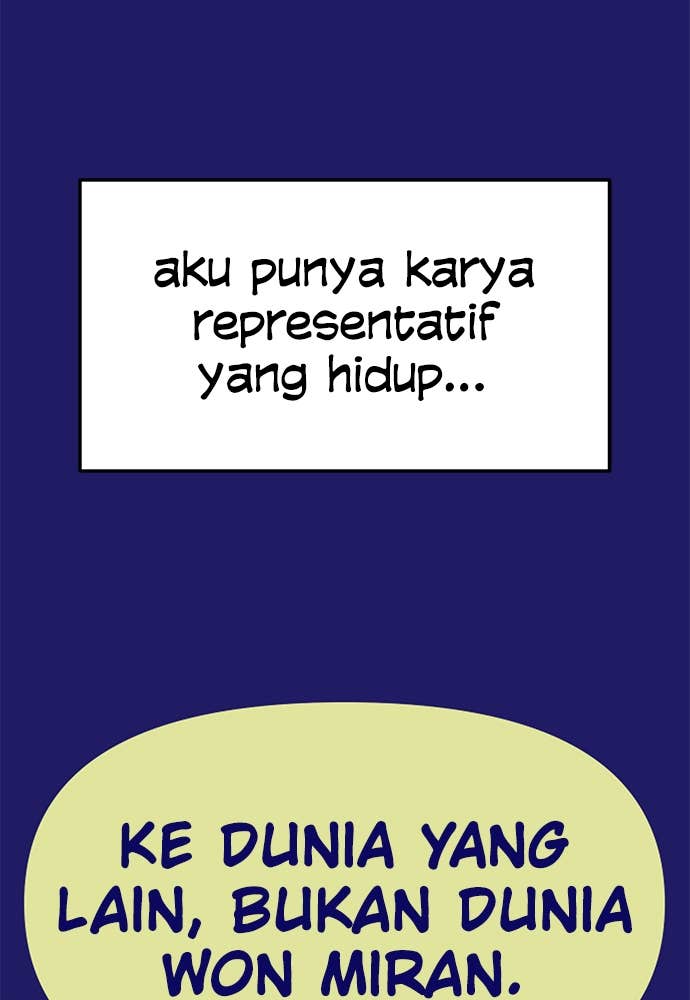 aku punya karya
representatif
yang hidup...
KE DUNIA YANG
LAIN, BUKAN DUNIA
WON MIRAN.